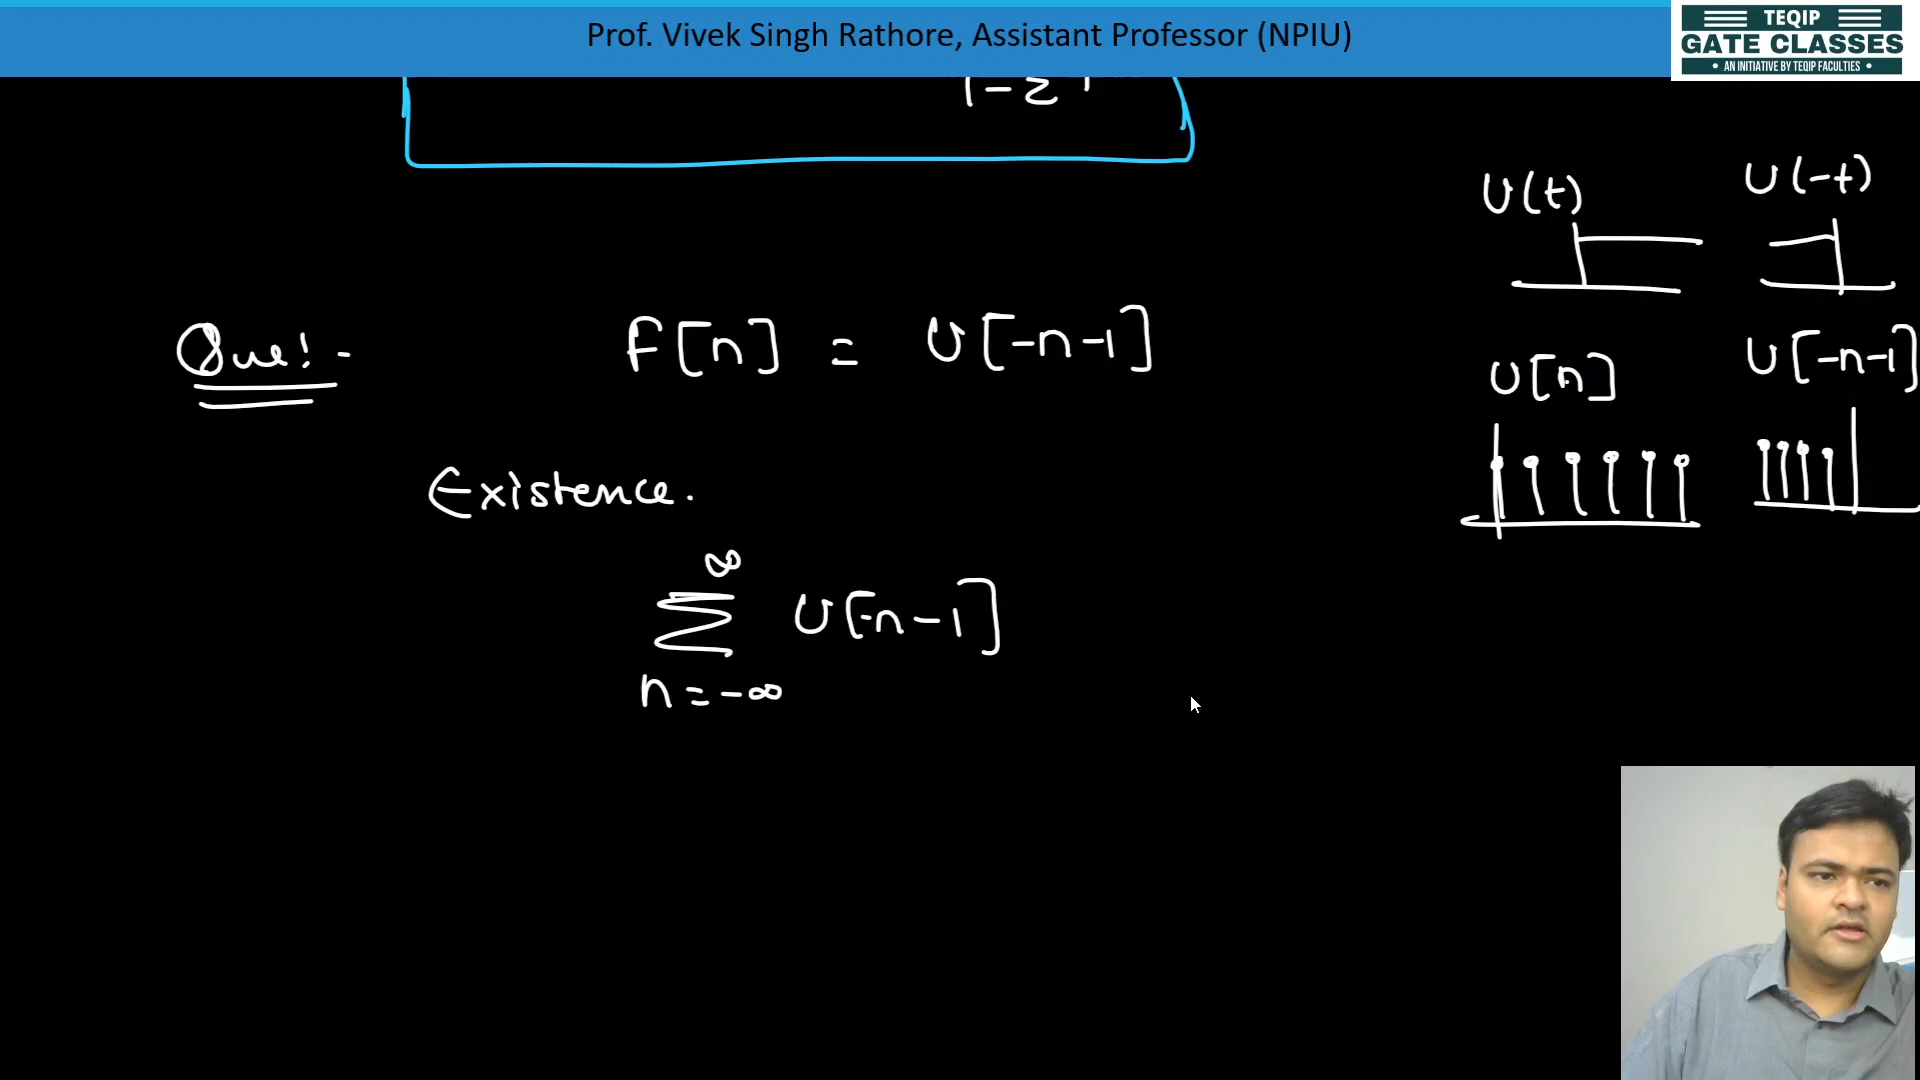 Prof. Vivek Singh Rathore, Assistant Professor (NPIU)
TEQIP
GATE CLASSES
• AN INITIATIVE BY TEQIP FACULTIES •
U(t)
U(-t)
Que! -
f[n] = U[-n-1]
U[n]
U[-n-1]
Existence.
∞
∑ U[-n-1]
n=-∞